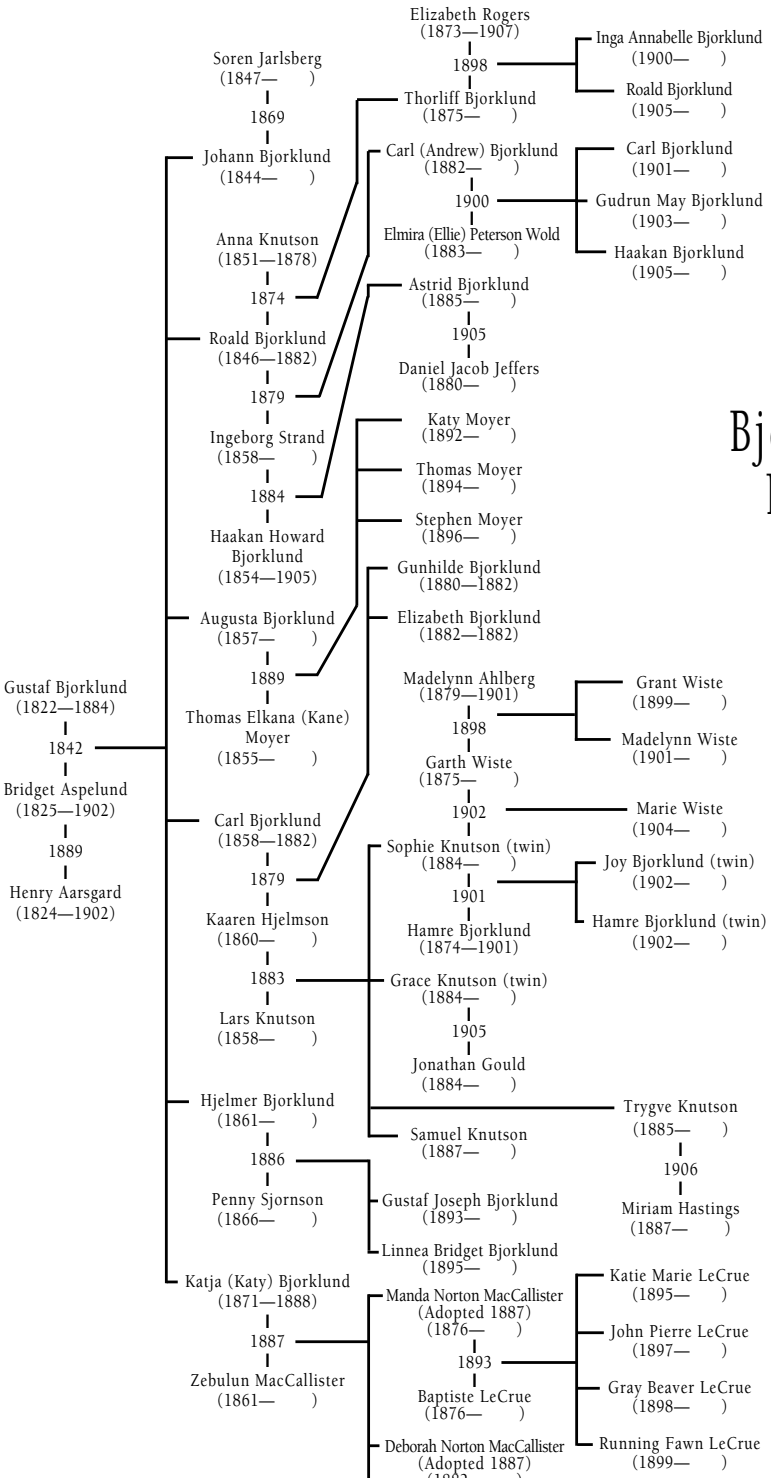 Gustaf Bjorklund
(1822—1884)
1842
Bridget Aspelund
(1825—1902)
1889
Henry Aarsgard
(1824—1902)
Soren Jarlsberg
(1847— )
1869
Johann Bjorklund
(1844— )
Anna Knutson
(1851—1878)
1874
Roald Bjorklund
(1846—1882)
1879
Ingeborg Strand
(1858— )
1884
Haakan Howard
Bjorklund
(1854—1905)
Augusta Bjorklund
(1857— )
1889
Thomas Elkana (Kane)
Moyer
(1855— )
Carl Bjorklund
(1858—1882)
1879
Kaaren Hjelmson
(1860— )
1883
Lars Knutson
(1858— )
Hjelmer Bjorklund
(1861— )
1886
Penny Sjornson
(1866— )
Katja (Katy) Bjorklund
(1871—1888)
1887
Zebulun MacCallister
(1861— )
Elizabeth Rogers
(1873—1907)
1898
Thorliff Bjorklund
(1875— )
Carl (Andrew) Bjorklund
(1882— )
1900
Elmira (Ellie) Peterson Wold
(1883— )
Astrid Bjorklund
(1885— )
1905
Daniel Jacob Jeffers
(1880— )
Katy Moyer
(1892— )
Thomas Moyer
(1894— )
Stephen Moyer
(1896— )
Gunhilde Bjorklund
(1880—1882)
Elizabeth Bjorklund
(1882—1882)
Madelynn Ahlberg
(1879—1901)
1898
Garth Wiste
(1875— )
1902
Sophie Knutson (twin)
(1884— )
1901
Hamre Bjorklund
(1874—1901)
Grace Knutson (twin)
(1884— )
1905
Jonathan Gould
(1884— )
Samuel Knutson
(1887— )
Gustaf Joseph Bjorklund
(1893— )
Linnea Bridget Bjorklund
(1895— )
Manda Norton MacCallister
(Adopted 1887)
(1876— )
1893
Baptiste LeCrue
(1876— )
Deborah Norton MacCallister
(Adopted 1887)
Inga Annabelle Bjorklund
(1900— )
Roald Bjorklund
(1905— )
Carl Bjorklund
(1901— )
Gudrun May Bjorklund
(1903— )
Haakan Bjorklund
(1905— )
Grant Wiste
(1899— )
Madelynn Wiste
(1901— )
Marie Wiste
(1904— )
Joy Bjorklund (twin)
(1902— )
Hamre Bjorklund (twin)
(1902— )
Trygve Knutson
(1885— )
1906
Miriam Hastings
(1887— )
Katie Marie LeCrue
(1895— )
John Pierre LeCrue
(1897— )
Gray Beaver LeCrue
(1898— )
Running Fawn LeCrue
(1899— )
Bj